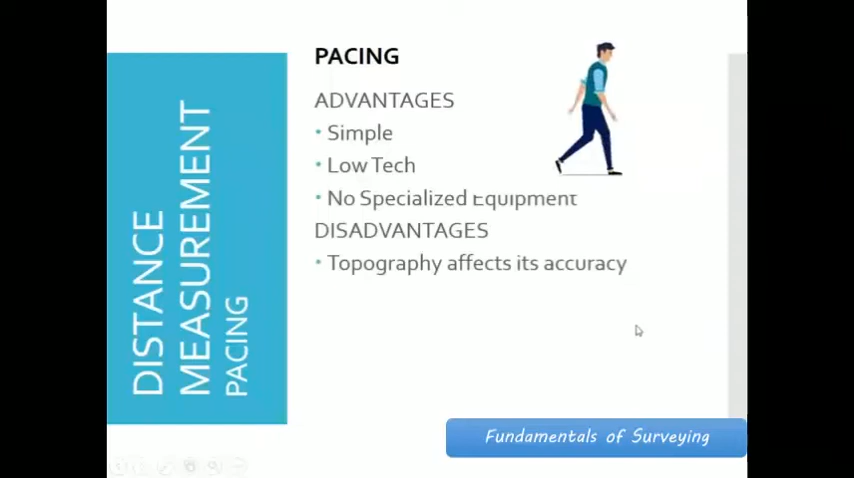 DISTANCE
MEASUREMENT
PACING
PACING
ADVANTAGES
• Simple
• Low Tech
• No Specialized Equipment
DISADVANTAGES
• Topography affects its accuracy
Fundamentals of Surveying